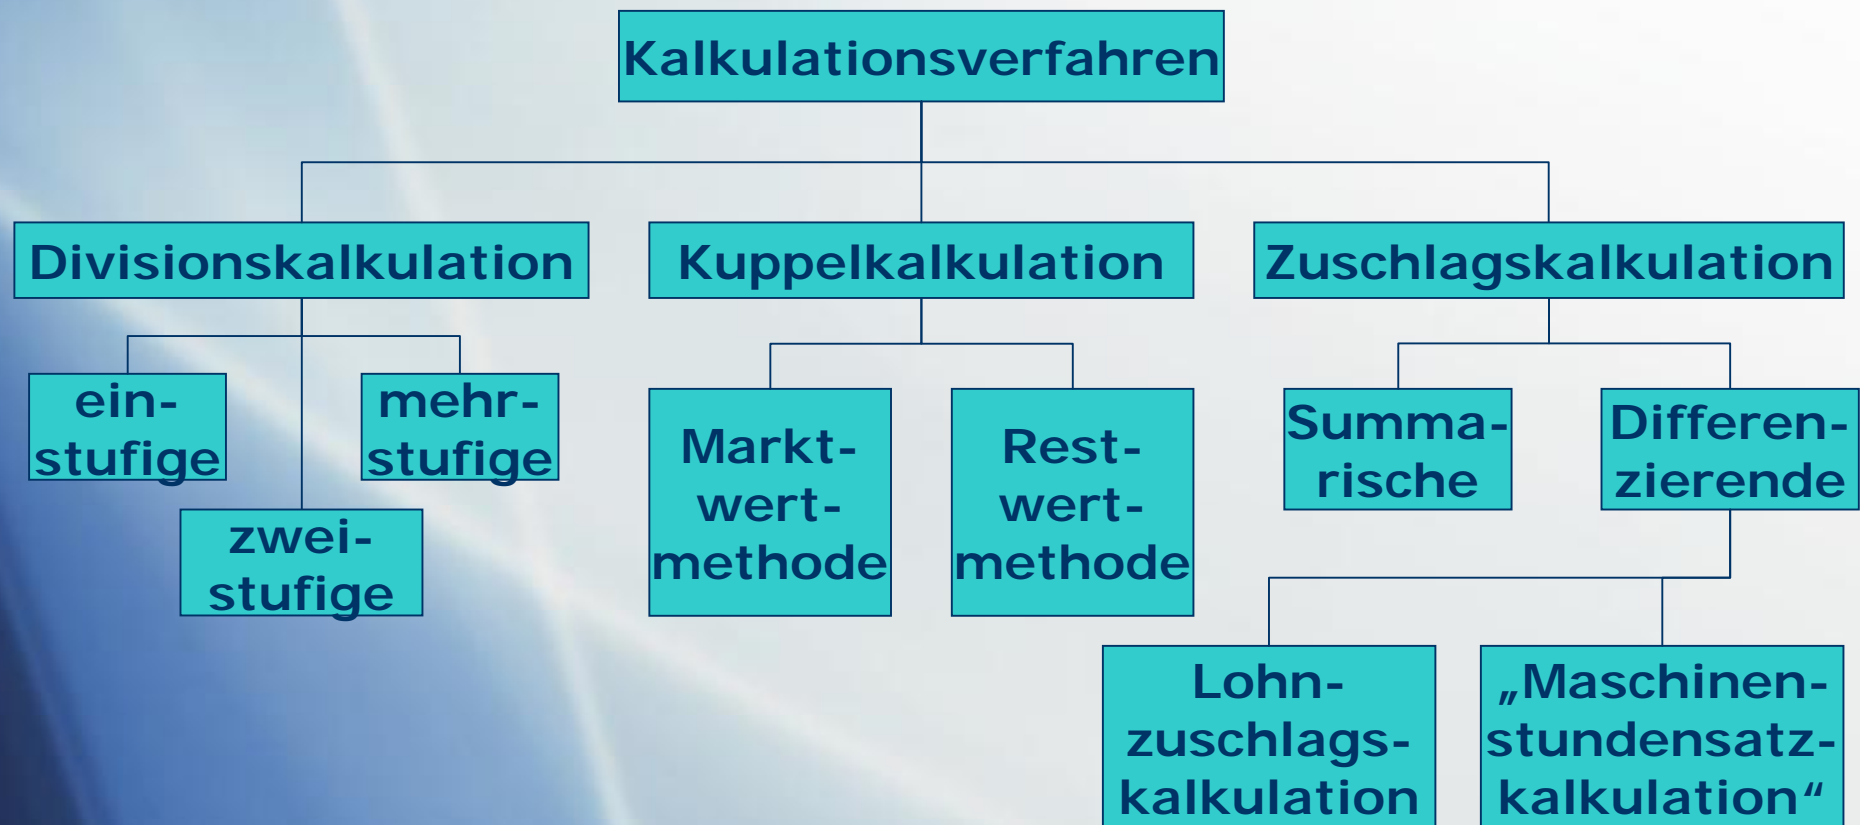 Kalkulationsverfahren
Divisionskalkulation
Kuppelkalkulation
Zuschlagskalkulation
ein-
stufige
zwei-
stufige
mehr-
stufige
Markt-
wert-
methode
Rest-
wert-
methode
Summa-
rische
Differen-
zierende
Lohn-
zuschlags-
kalkulation
„Maschinen-
stundensatz-
kalkulation“